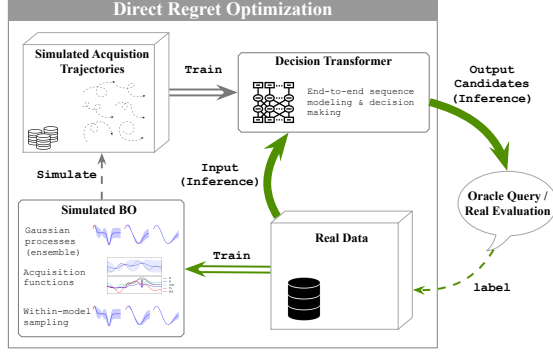 Direct Regret Optimization
Simulated Acquistion
Trajectories
Train
Decision Transformer
End-to-end sequence
modeling & decision
making
Output
Candidates
(Inference)
Simulate
Input
(Inference)
Oracle Query /
Real Evaluation
Simulated BO
Gaussian
processes
(ensemble)
Acquisition
functions
Within-model
sampling
Train
Real Data
label